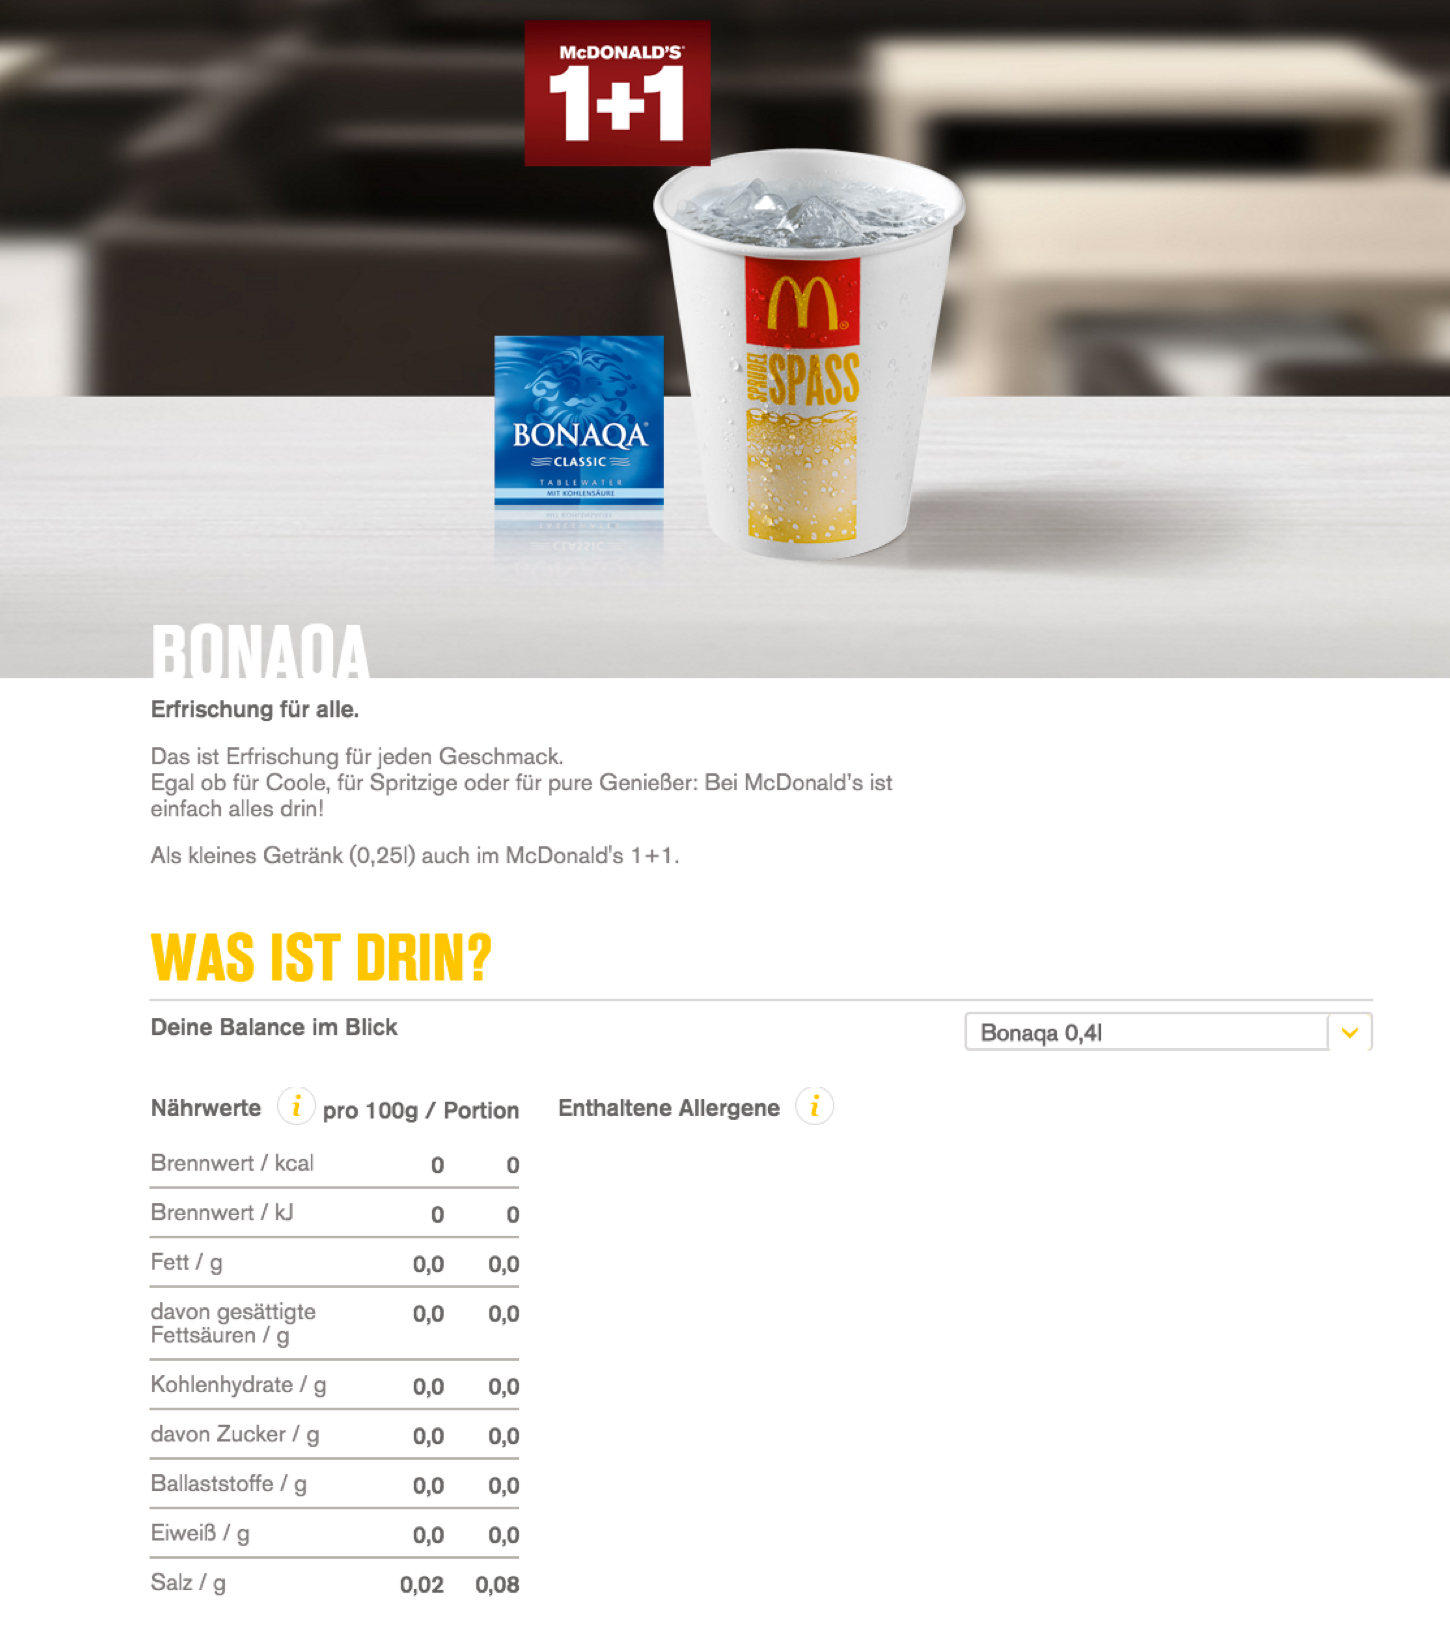 McDONALD'S
1+1
M
SPRUDEL
SPASS
BONAQA®
CLASSIC
TABLEWATER
MIT KOHLENSÄURE
BONAQA
Erfrischung für alle.
Das ist Erfrischung für jeden Geschmack.
Egal ob für Coole, für Spritzige oder für pure Genießer: Bei McDonald’s ist
einfach alles drin!
Als kleines Getränk (0,25l) auch im McDonald's 1+1.
WAS IST DRIN?
Deine Balance im Blick
Bonaqa 0,4l
Nährwerte i pro 100g / Portion Enthaltene Allergene i
Brennwert / kcal 0 0
Brennwert / kJ 0 0
Fett / g 0,0 0,0
davon gesättigte
Fettsäuren / g 0,0 0,0
Kohlenhydrate / g 0,0 0,0
davon Zucker / g 0,0 0,0
Ballaststoffe / g 0,0 0,0
Eiweiß / g 0,0 0,0
Salz / g 0,02 0,08